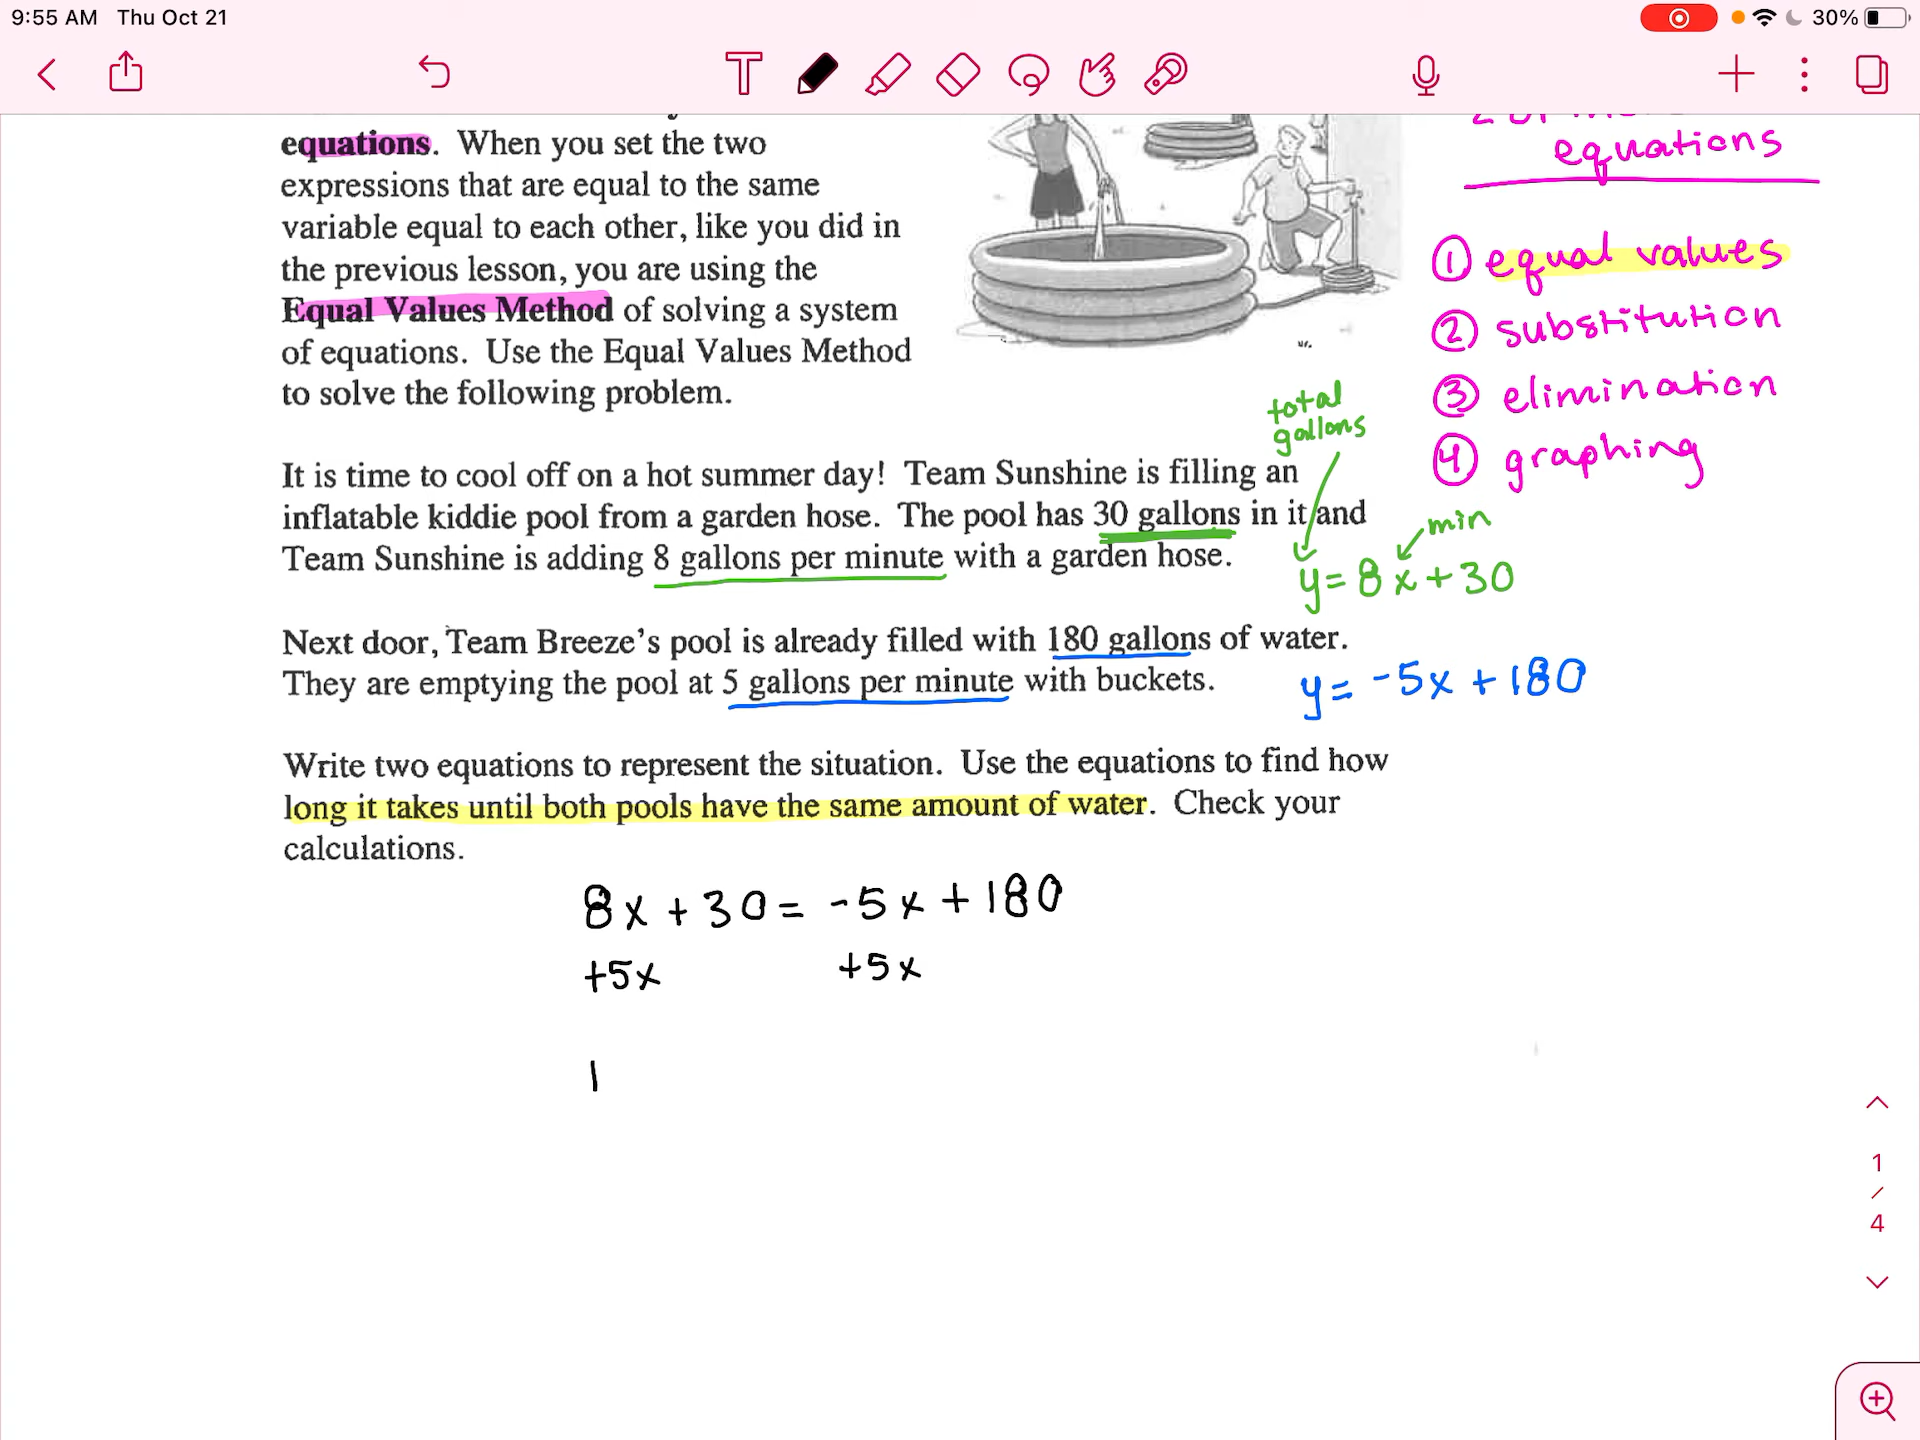 9:55 AM Thu Oct 21
30%
equations. When you set the two
expressions that are equal to the same
variable equal to each other, like you did in
the previous lesson, you are using the
Equal Values Method of solving a system
of equations. Use the Equal Values Method
to solve the following problem.
equations
① equal values
② substitution
③ elimination
④ graphing
total
gallons
It is time to cool off on a hot summer day! Team Sunshine is filling an
inflatable kiddie pool from a garden hose. The pool has 30 gallons in it and
Team Sunshine is adding 8 gallons per minute with a garden hose.
min
y = 8x + 30
Next door, Team Breeze's pool is already filled with 180 gallons of water.
They are emptying the pool at 5 gallons per minute with buckets.
y = -5x + 180
Write two equations to represent the situation. Use the equations to find how
long it takes until both pools have the same amount of water. Check your
calculations.
8x + 30 = -5x + 180
+5x +5x
1
1
/
4